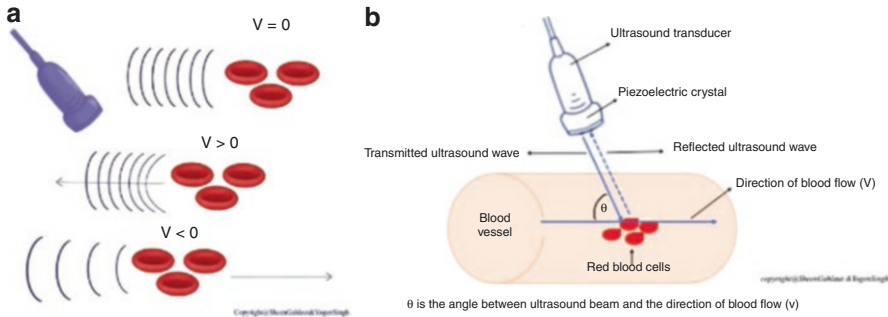 a
V = 0
V > 0
V < 0
b
Ultrasound transducer
Piezoelectric crystal
Transmitted ultrasound wave
Reflected ultrasound wave
Direction of blood flow (V)
θ
Blood
vessel
Red blood cells
θ is the angle between ultrasound beam and the direction of blood flow (v)